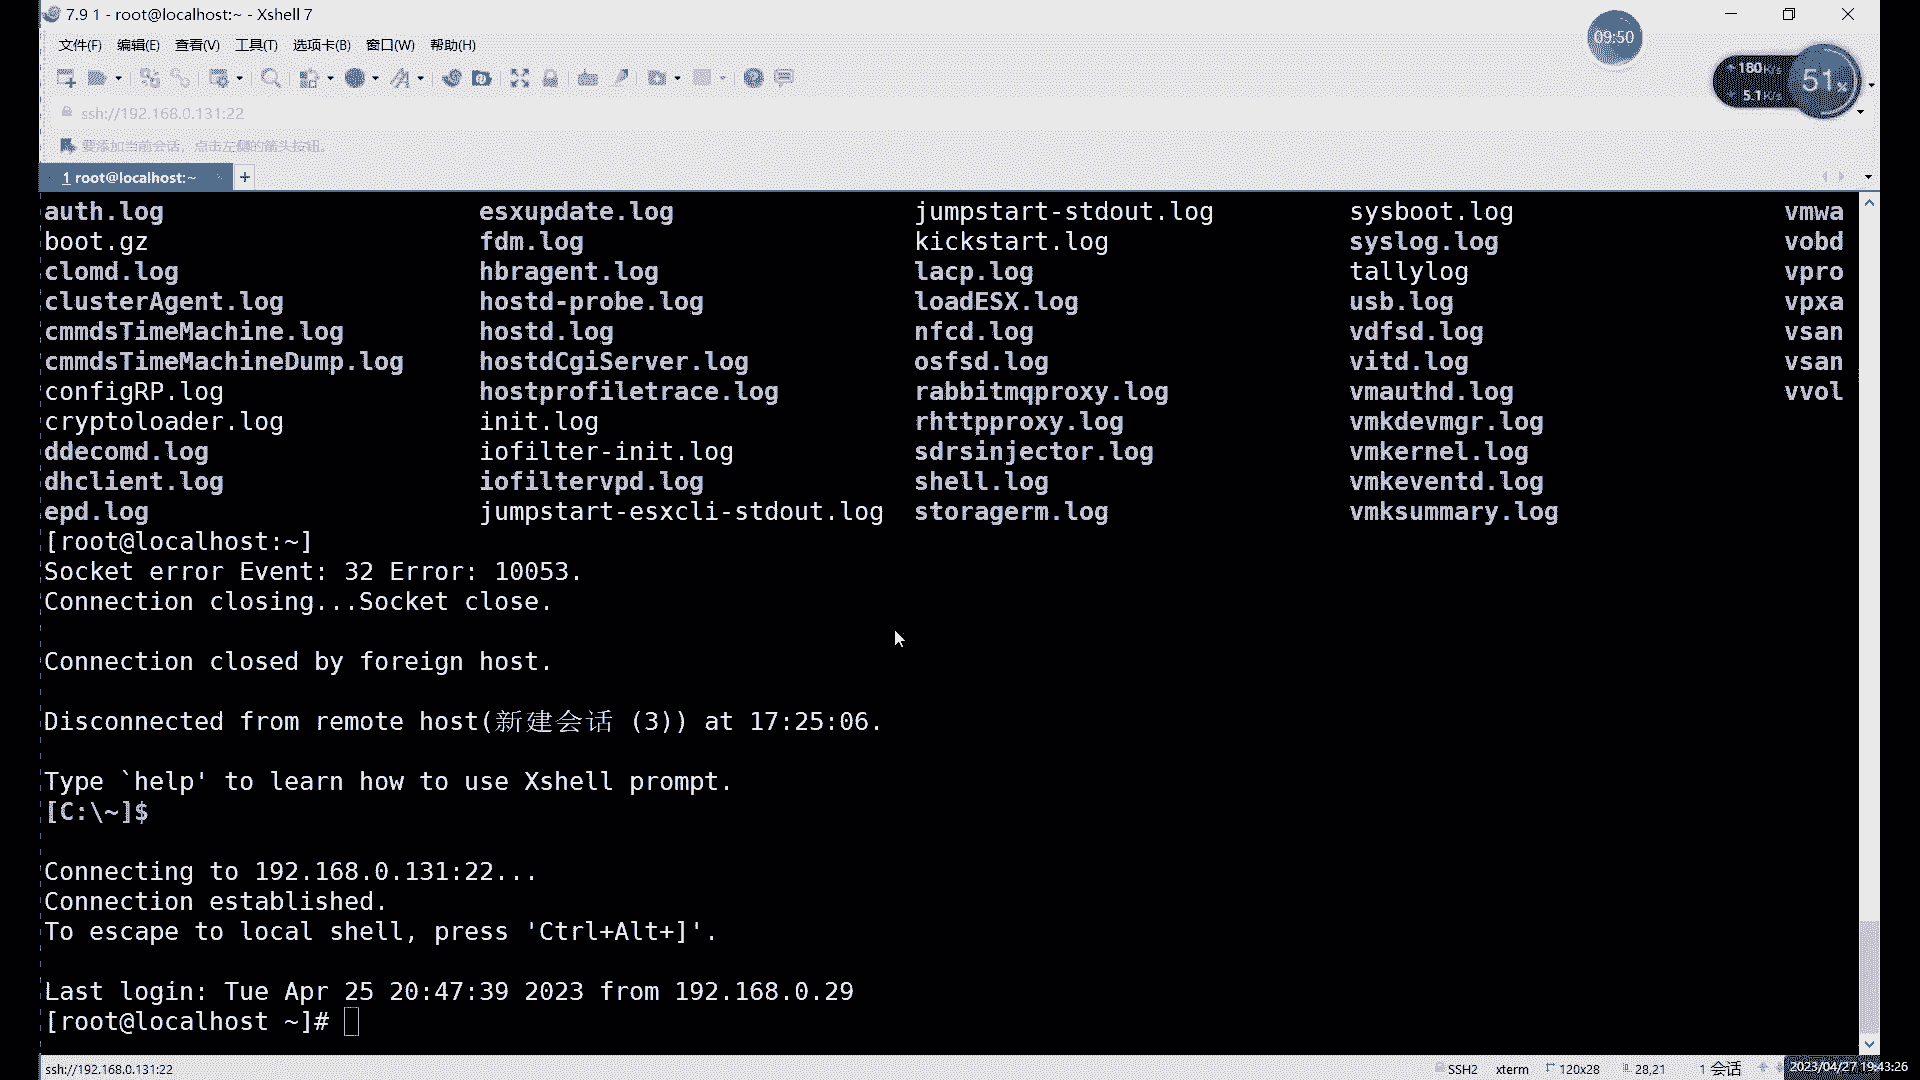 7.9 1 - root@localhost:~ - Xshell 7
09:50
文件(F) 编辑(E) 查看(V) 工具(T) 选项卡(B) 窗口(W) 帮助(H)
180K/s
5.1K/s
51%
ssh://192.168.0.131:22
要添加当前会话，点击左侧的箭头按钮。
1 root@localhost:~ +
auth.log esxupdate.log jumpstart-stdout.log sysboot.log vmwa
boot.gz fdm.log kickstart.log syslog.log vobd
clomd.log hbragent.log lacp.log tallylog vpro
clusterAgent.log hostd-probe.log loadESX.log usb.log vpxa
cmmdsTimeMachine.log hostd.log nfcd.log vdfsd.log vsan
cmmdsTimeMachineDump.log hostdCgiServer.log osfsd.log vitd.log vsan
configRP.log hostprofiletrace.log rabbitmqproxy.log vmauthd.log vvol
cryptoloader.log init.log rhttpproxy.log vmkdevmgr.log
ddecomd.log iofilter-init.log sdrsinjector.log vmkernel.log
dhclient.log iofiltervpd.log shell.log vmkeventd.log
epd.log jumpstart-esxcli-stdout.log storagerm.log vmksummary.log
[root@localhost:~]
Socket error Event: 32 Error: 10053.
Connection closing...Socket close.
Connection closed by foreign host.
Disconnected from remote host(新建会话 (3)) at 17:25:06.
Type `help' to learn how to use Xshell prompt.
[C:\~]$
Connecting to 192.168.0.131:22...
Connection established.
To escape to local shell, press 'Ctrl+Alt+]'.
Last login: Tue Apr 25 20:47:39 2023 from 192.168.0.29
[root@localhost ~]#
ssh://192.168.0.131:22 SSH2 xterm 120x28 28,21 1 会话 2023/04/27 19:43:26